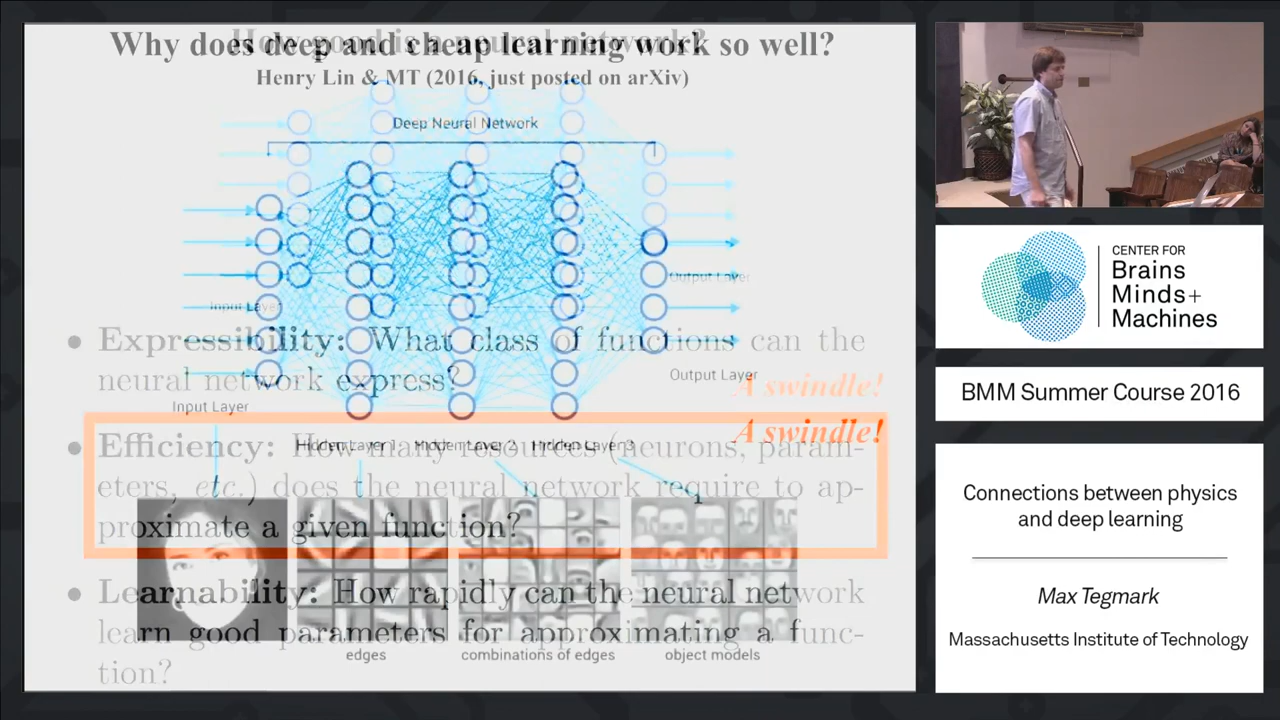 Why does deep and cheap learning work so well?
How good is a neural network?
Henry Lin & MT (2016, just posted on arXiv)
Deep Neural Network
Output Layer
Input Layer
• Expressibility: What class of functions can the
neural network express?
Output Layer
A swindle!
Input Layer
A swindle!
Hidden Layer 1 Hidden Layer 2 Hidden Layer 3
• Efficiency: How many resources (neurons, param-
eters, etc.) does the neural network require to ap-
proximate a given function?
• Learnability: How rapidly can the neural network
learn good parameters for approximating a func-
tion?
edges
combinations of edges
object models
CENTER FOR
Brains
Minds+
Machines
BMM Summer Course 2016
Connections between physics
and deep learning
Max Tegmark
Massachusetts Institute of Technology